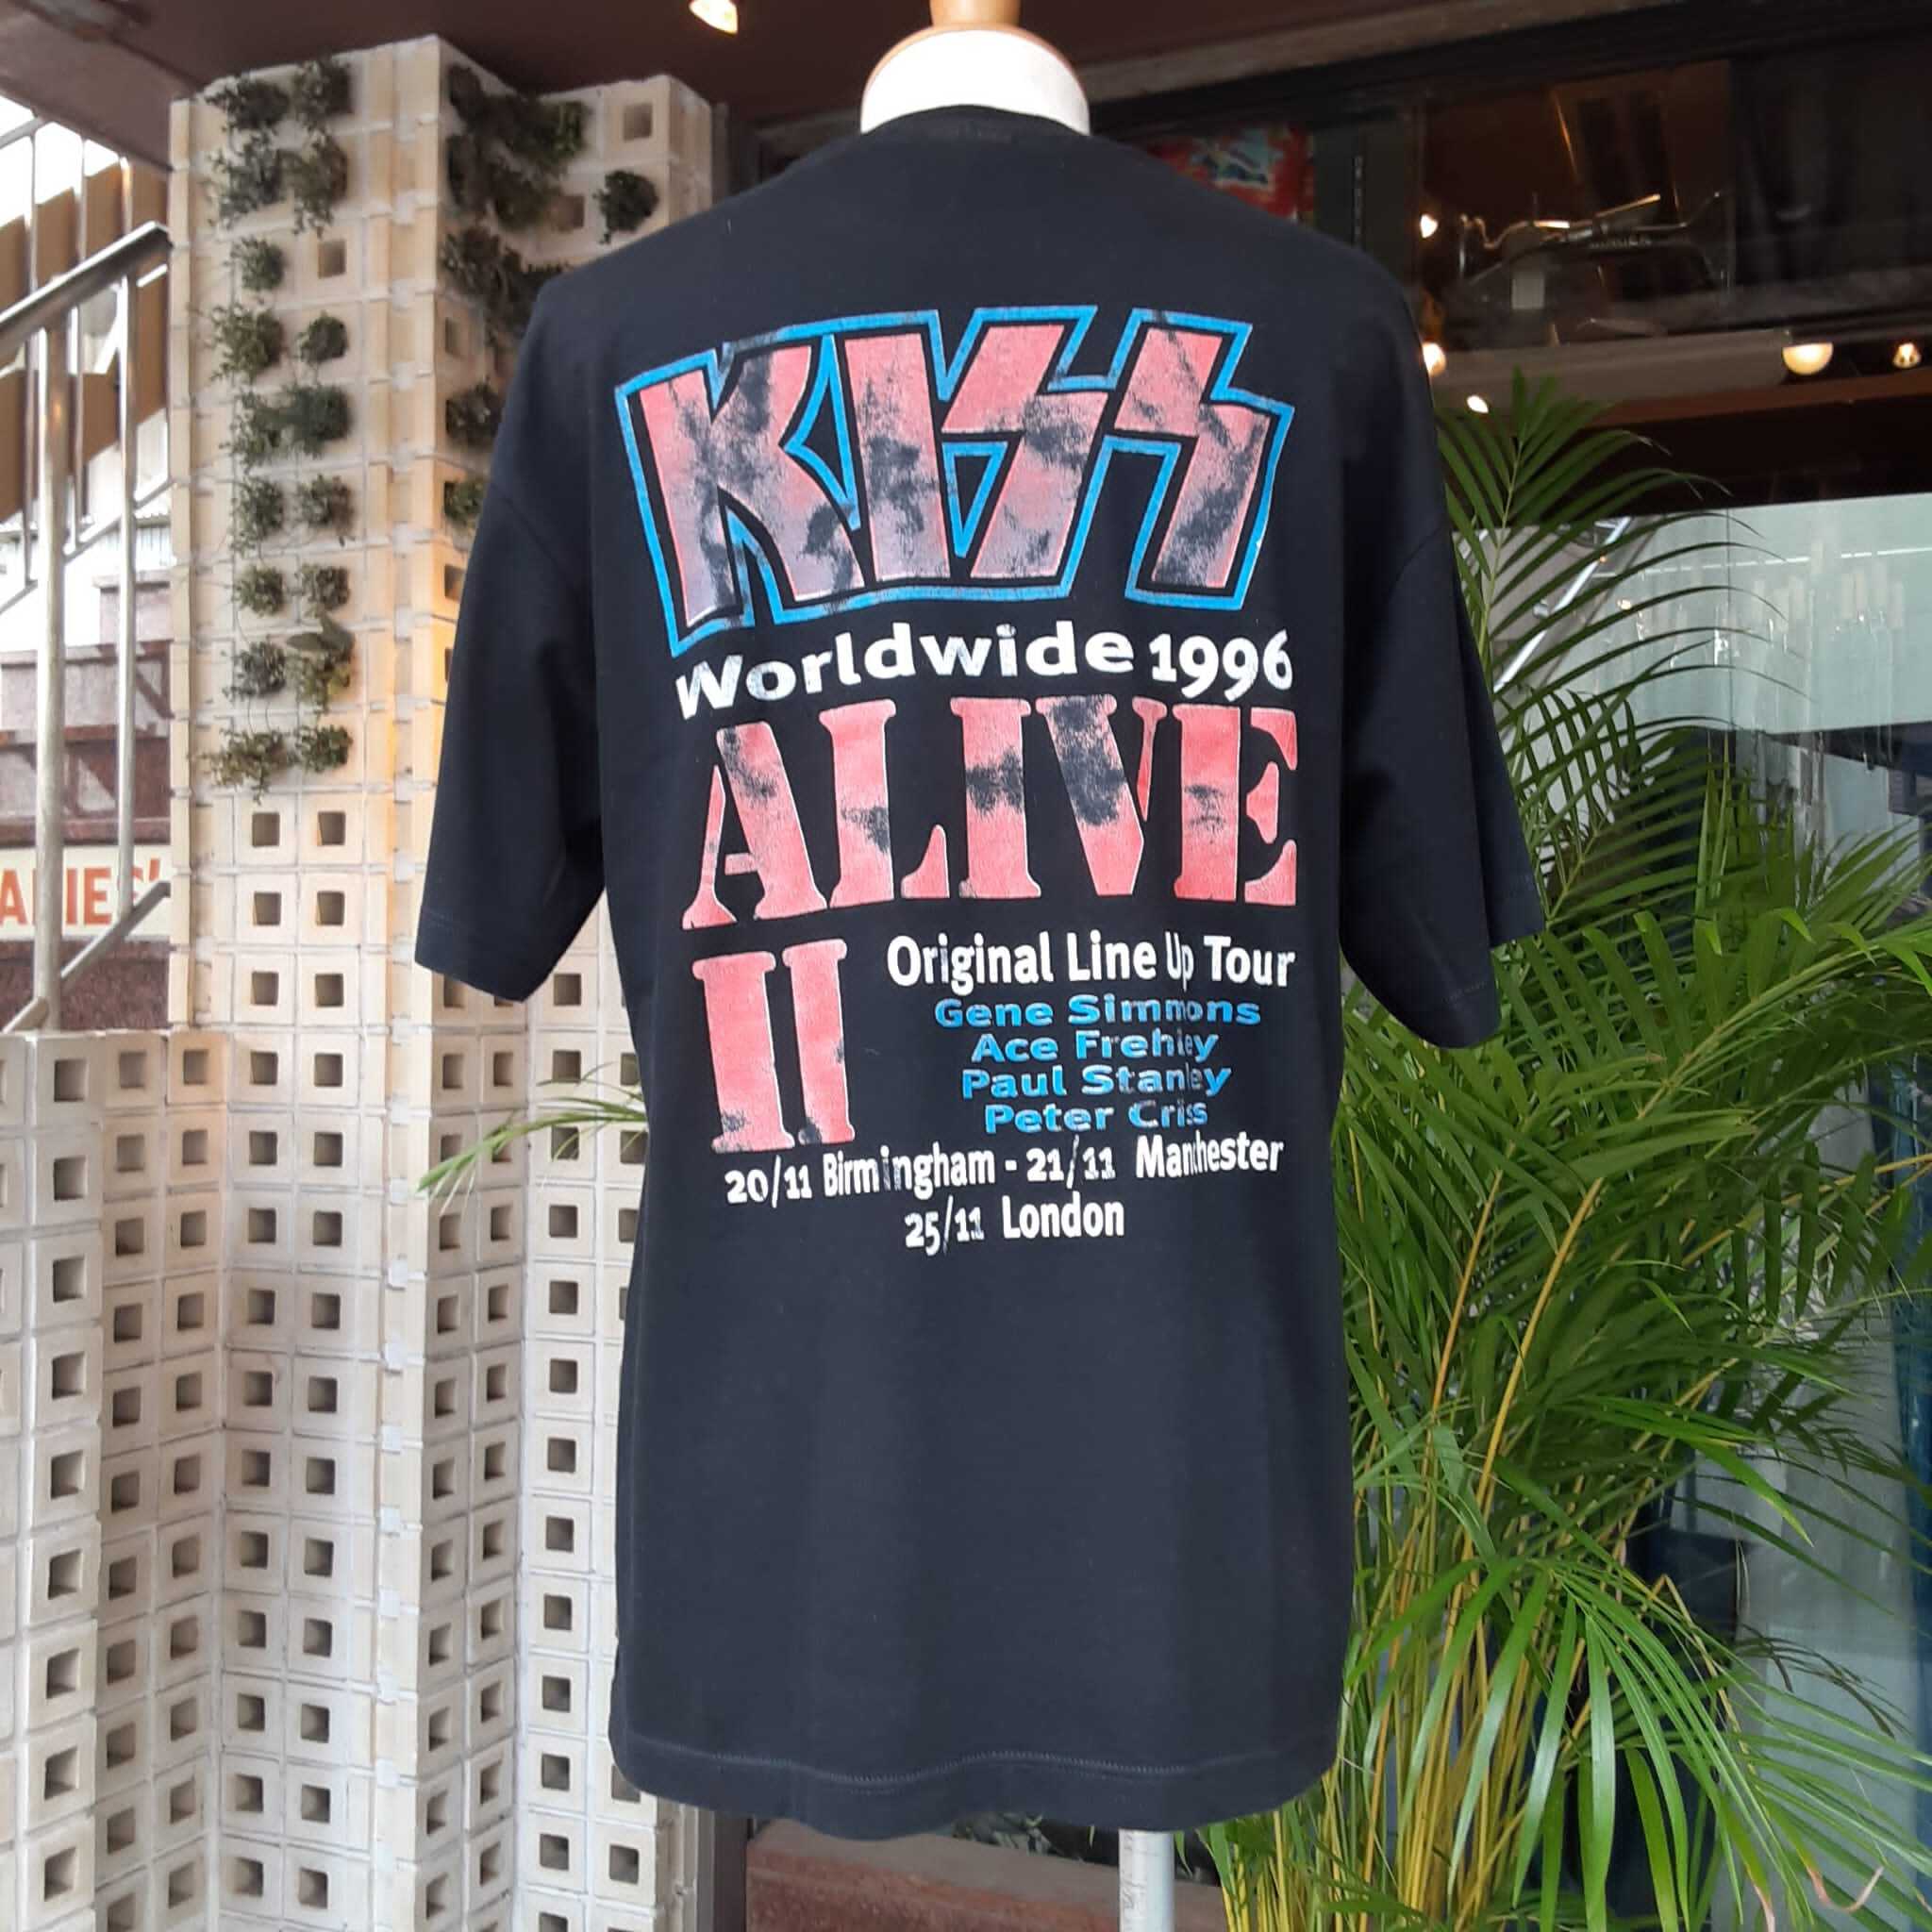 KISS
Worldwide 1996
ALIVE
II
Original Line Up Tour
Gene Simmons
Ace Frehley
Paul Stanley
Peter Criss
20/11 Birmingham - 21/11 Manchester
25/11 London